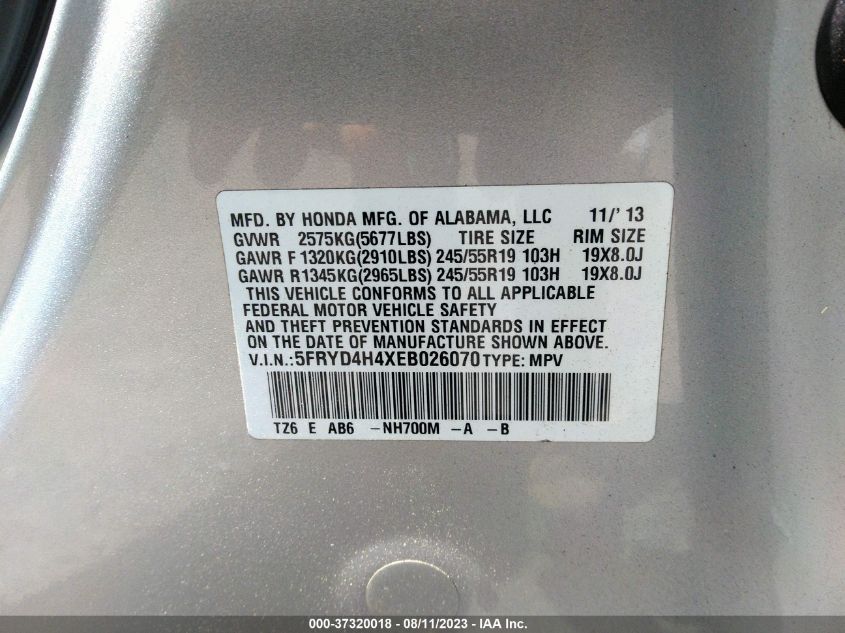 MFD. BY HONDA MFG. OF ALABAMA, LLC 11/' 13
GVWR 2575KG(5677LBS) TIRE SIZE RIM SIZE
GAWR F 1320KG(2910LBS) 245/55R19 103H 19X8.0J
GAWR R 1345KG(2965LBS) 245/55R19 103H 19X8.0J
THIS VEHICLE CONFORMS TO ALL APPLICABLE
FEDERAL MOTOR VEHICLE SAFETY
AND THEFT PREVENTION STANDARDS IN EFFECT
ON THE DATE OF MANUFACTURE SHOWN ABOVE.
V.I.N.: 5FRYD4H4XEB026070 TYPE: MPV
TZ6 E AB6 -NH700M -A -B
000-37320018 - 08/11/2023 - IAA Inc.